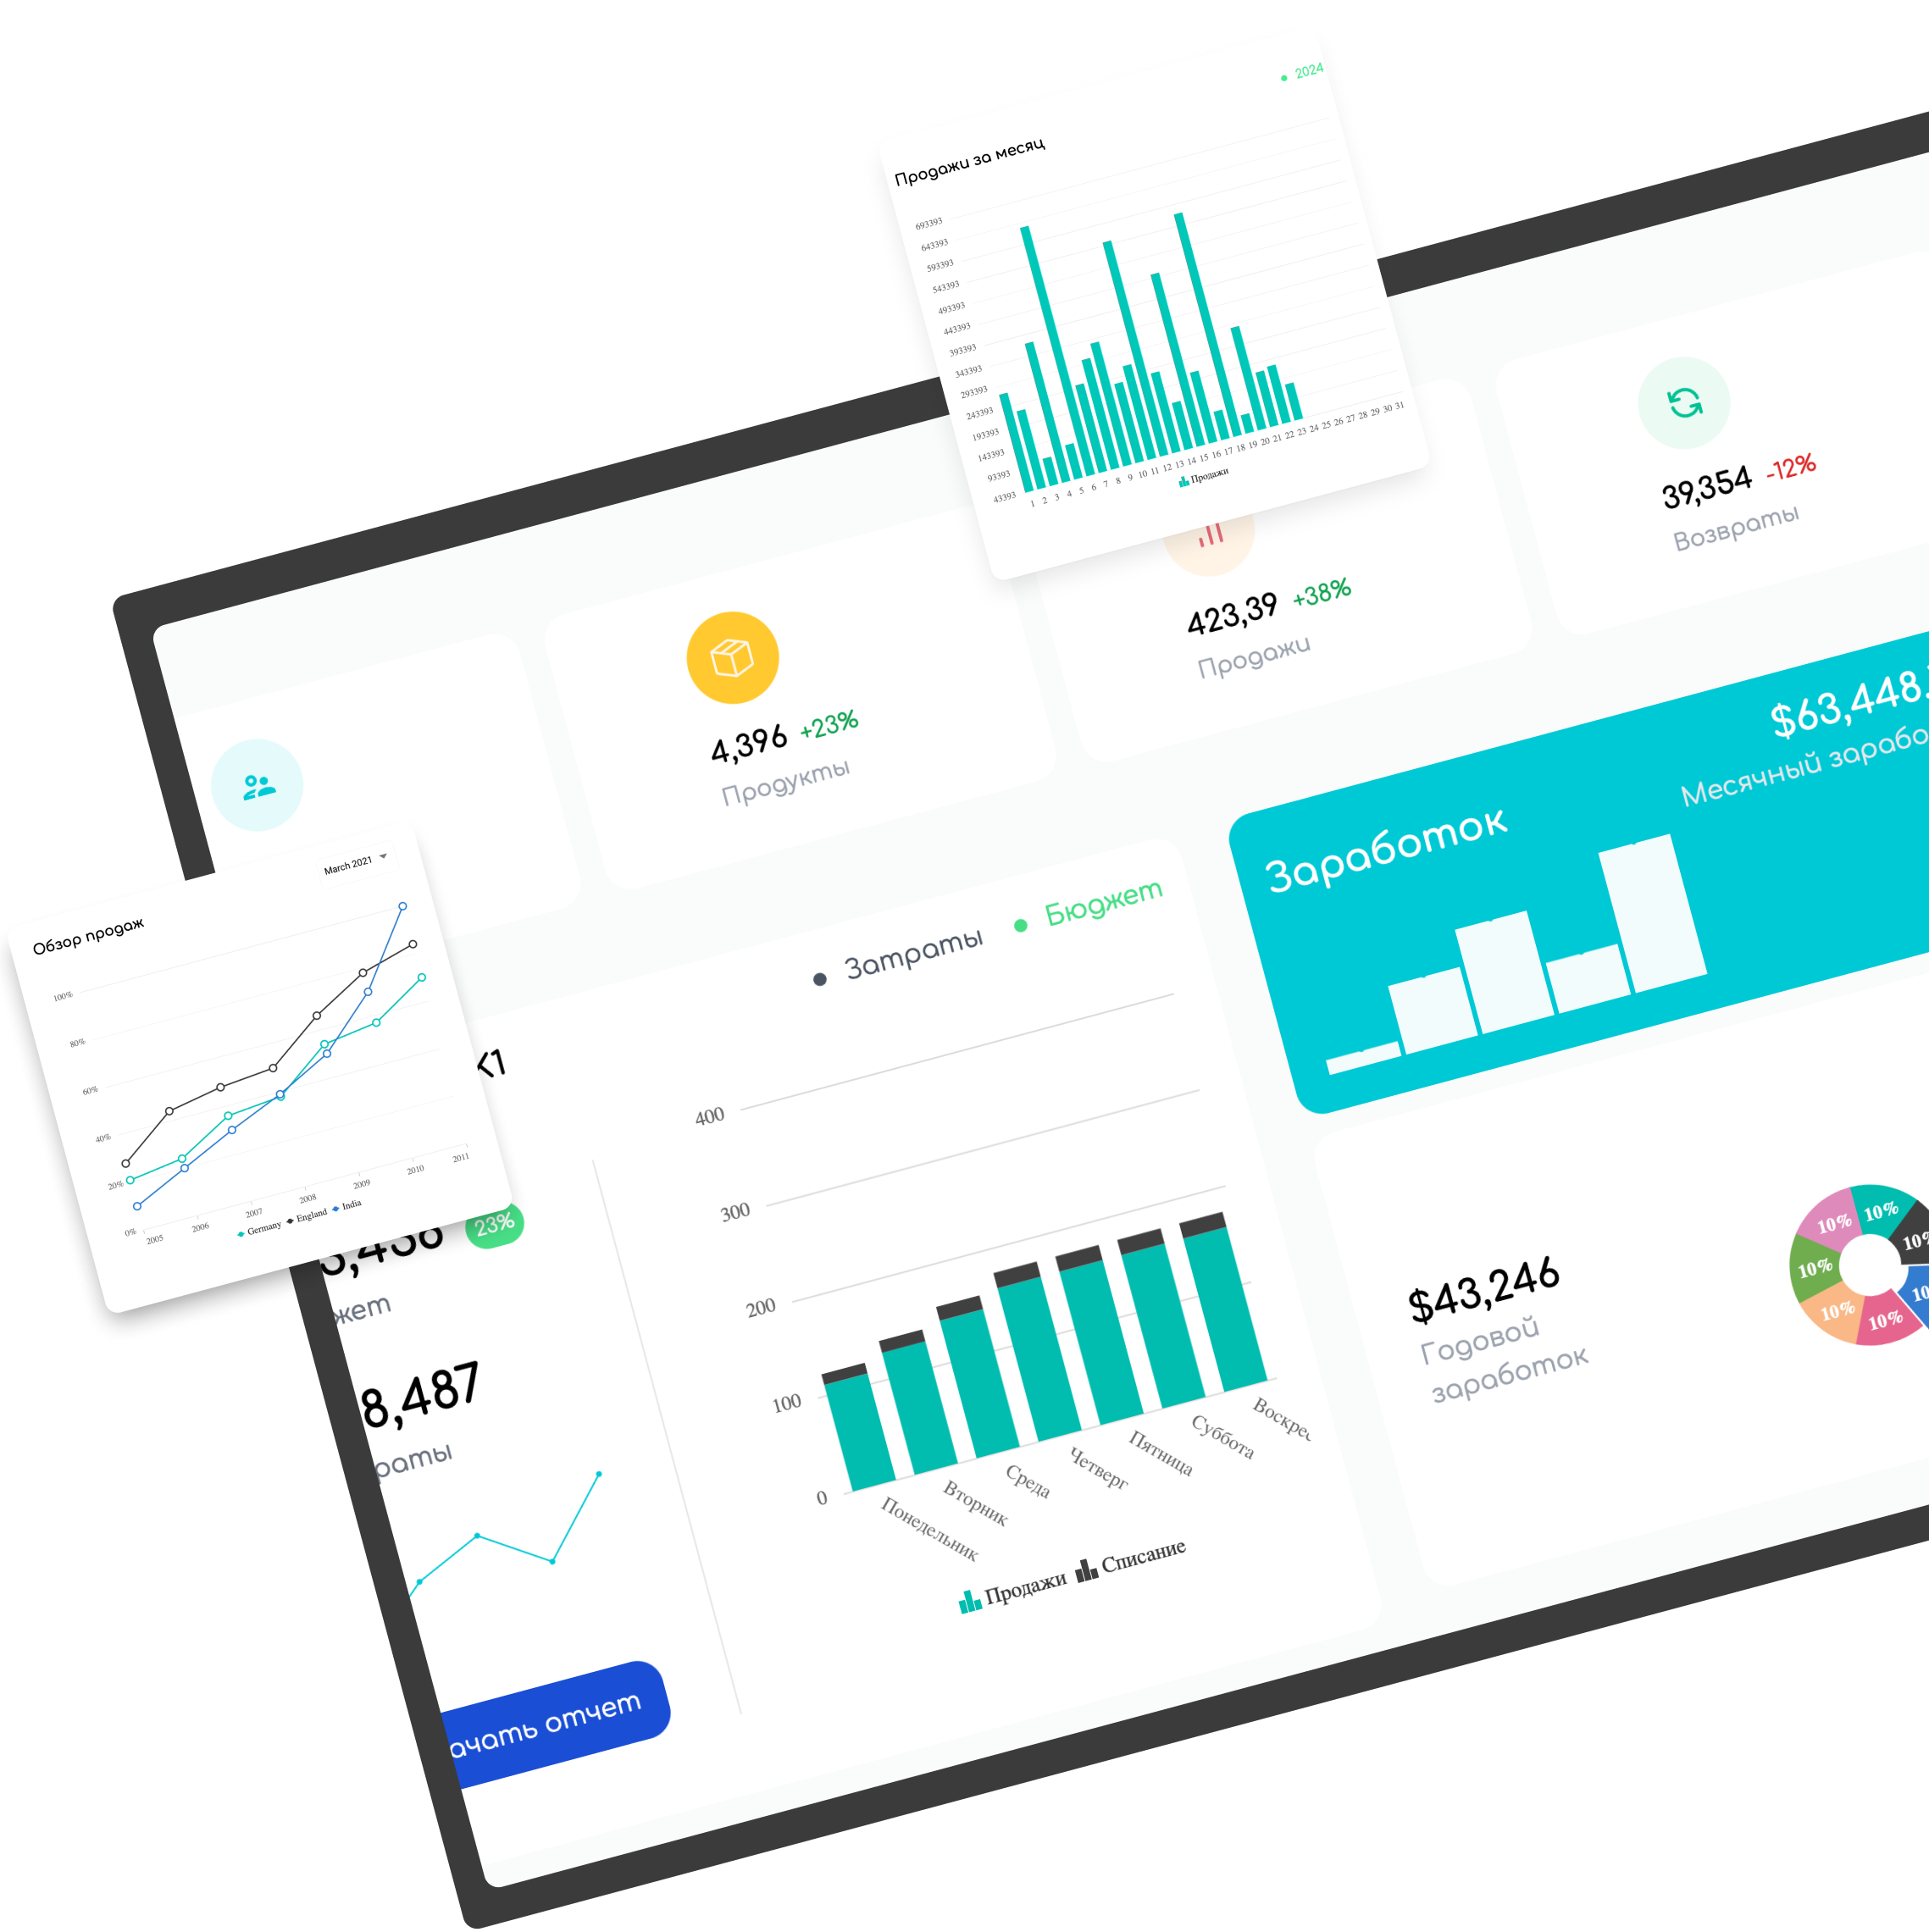 2024
Продажи за месяц
693393
643393
593393
543393
493393
443393
393393
343393
293393
243393
193393
143393
93393
43393
1 2 3 4 5 6 7 8 9 10 11 12 13 14 15 16 17 18 19 20 21 22 23 24 25 26 27 28 29 30 31
Продажи
39,354 -12%
Возвраты
423,39 +38%
Продажи
4,396 +23%
Продукты
March 2021
Обзор продаж
100%
80%
60%
40%
20%
0%
2005 2006 2007 2008 2009 2010 2011
Germany England India
$63,448.
Месячный зарабо
Заработок
Затраты Бюджет
400
300
200
100
0
Понедельник Вторник Среда Четверг Пятница Суббота Воскрес
Продажи Списание
23%
жет
8,487
раты
ачать отчет
$43,246
Годовой
заработок
10% 10%
10% 10%
10% 10%
10% 10